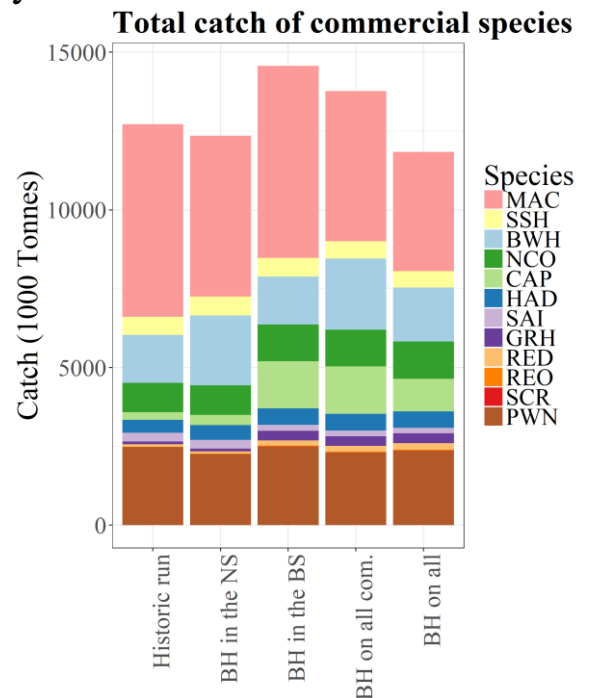 Total catch of commercial species
Catch (1000 Tonnes)
15000
10000
5000
0
Historic run
BH in the NS
BH in the BS
BH on all com.
BH on all
Species
MAC
SSH
BWH
NCO
CAP
HAD
SAI
GRH
RED
REO
SCR
PWN